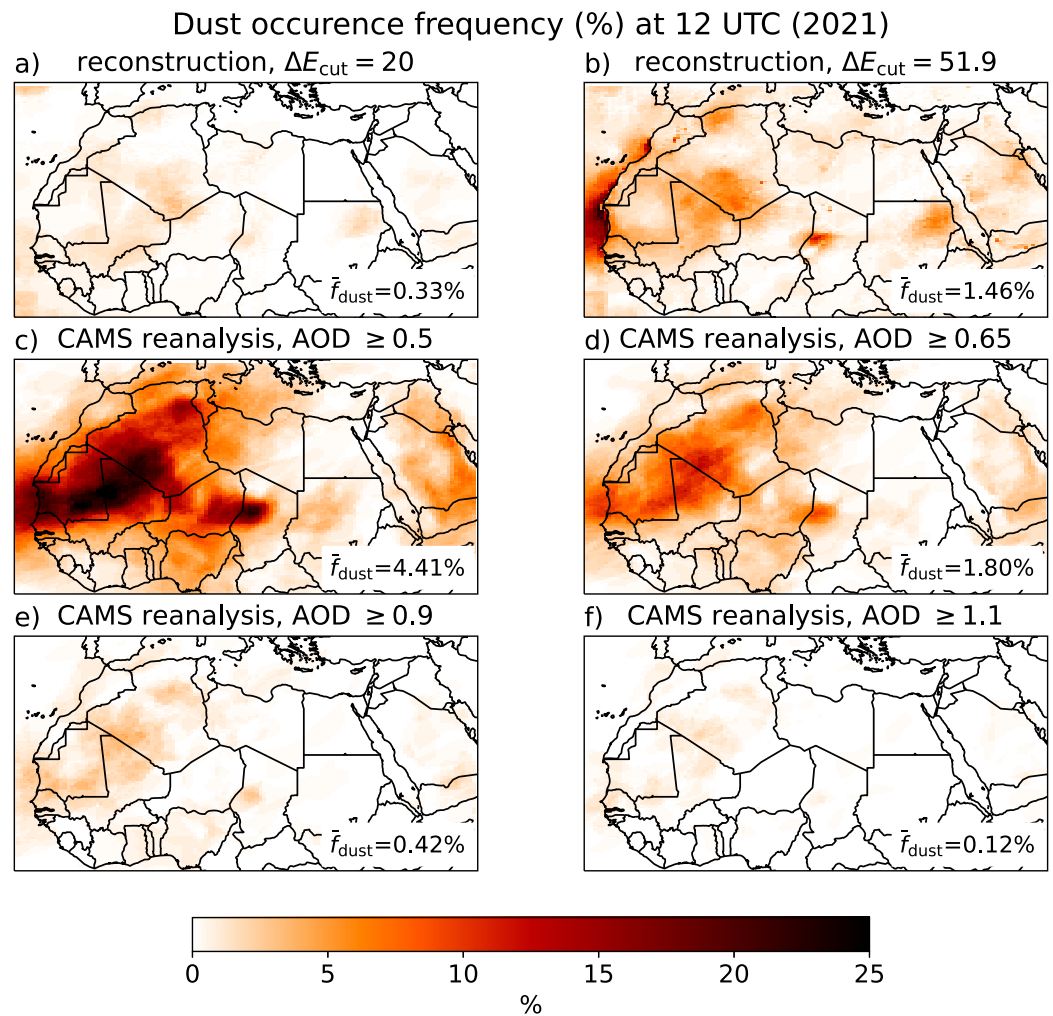 Dust occurence frequency (%) at 12 UTC (2021)
a) reconstruction, ΔE_cut = 20
b) reconstruction, ΔE_cut = 51.9
f̄_dust=0.33%
f̄_dust=1.46%
c) CAMS reanalysis, AOD ≥ 0.5
d) CAMS reanalysis, AOD ≥ 0.65
f̄_dust=4.41%
f̄_dust=1.80%
e) CAMS reanalysis, AOD ≥ 0.9
f) CAMS reanalysis, AOD ≥ 1.1
f̄_dust=0.42%
f̄_dust=0.12%
0 5 10 15 20 25
%